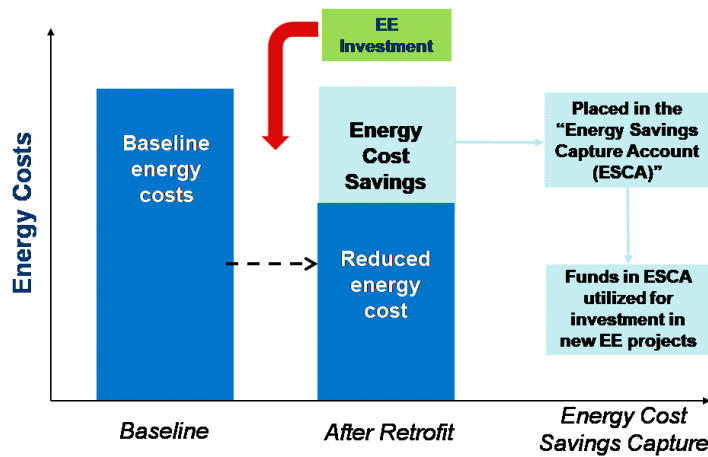 EE
Investment
Energy Costs
Baseline
energy
costs
Energy
Cost
Savings
Reduced
energy
cost
Placed in the
“Energy Savings
Capture Account
(ESCA)”
Funds in ESCA
utilized for
investment in
new EE projects
Baseline
After Retrofit
Energy Cost
Savings Capture